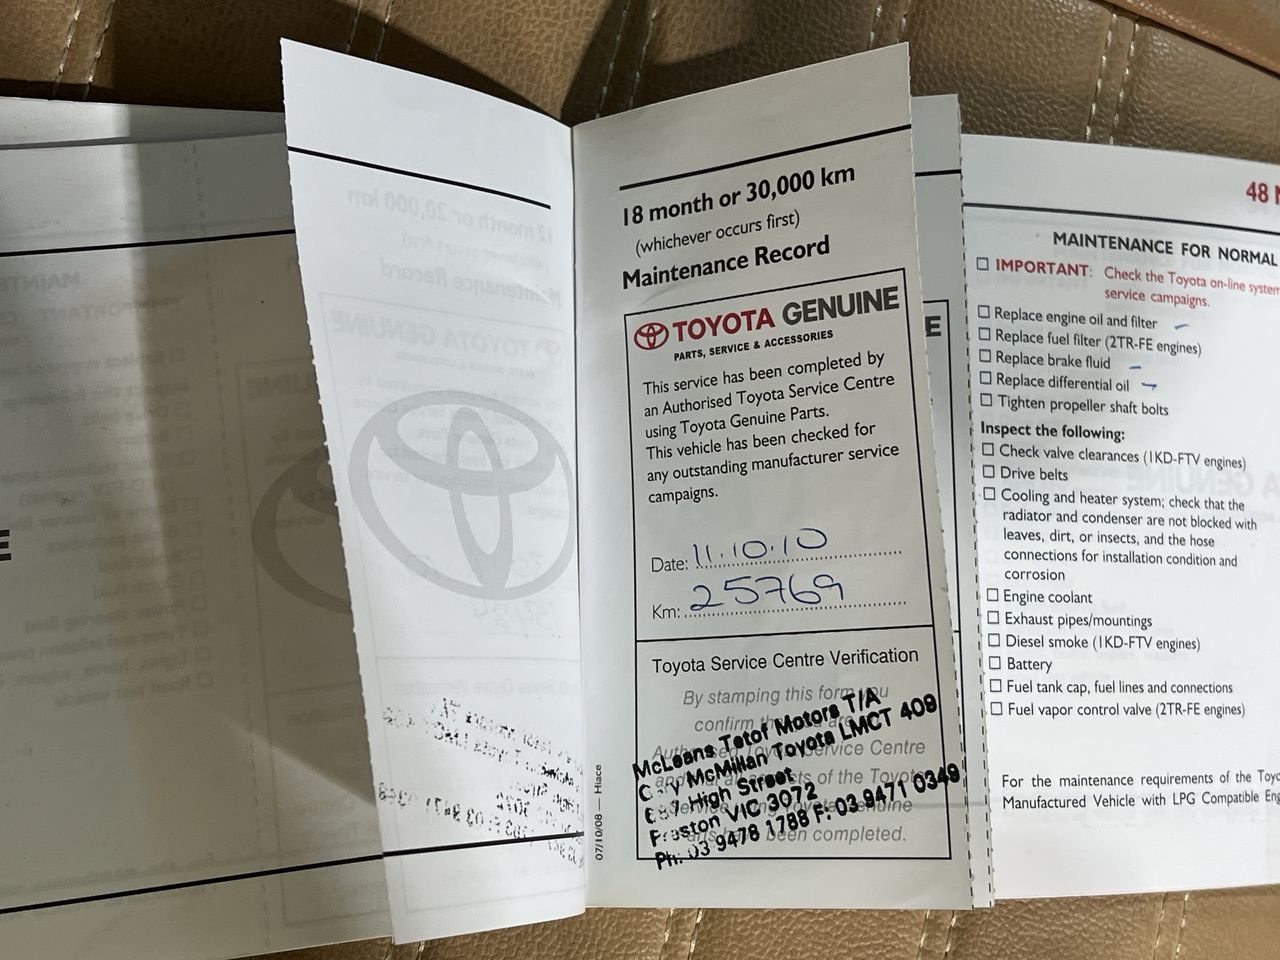 18 month or 30,000 km
(whichever occurs first)
Maintenance Record
TOYOTA GENUINE
PARTS, SERVICE & ACCESSORIES
This service has been completed by
an Authorised Toyota Service Centre
using Toyota Genuine Parts.
This vehicle has been checked for
any outstanding manufacturer service
campaigns.
Date: 11.10.10
Km: 25769
Toyota Service Centre Verification
By stamping this form you
confirm
Service Centre
of the Toyota
been completed.
McLeans Totof Motors T/A
McMillan Toyota LMCT 409
High Street
VIC 3072
Ph: 03 9478 1788 F: 03 9471 0349
07/10/08 — Hiace
E
E
48
MAINTENANCE FOR NORMAL
IMPORTANT: Check the Toyota on-line system
service campaigns.
Replace engine oil and filter
Replace fuel filter (2TR-FE engines)
Replace brake fluid
Replace differential oil
Tighten propeller shaft bolts
Inspect the following:
Check valve clearances (1KD-FTV engines)
Drive belts
Cooling and heater system; check that the
radiator and condenser are not blocked with
leaves, dirt, or insects, and the hose
connections for installation condition and
corrosion
Engine coolant
Exhaust pipes/mountings
Diesel smoke (1KD-FTV engines)
Battery
Fuel tank cap, fuel lines and connections
Fuel vapor control valve (2TR-FE engines)
For the maintenance requirements of the
Manufactured Vehicle with LPG Compatible